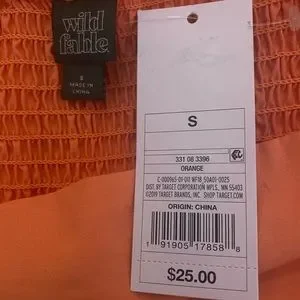 wild
fable
S
MADE IN
CHINA
S
331 08 3396
ORANGE
DIST. BY TARGET CORPORATION MPLS., MN 55403
©2019 TARGET BRANDS, INC. SHOP TARGET.COM
ORIGIN: CHINA
1 91905 17858 8
$25.00